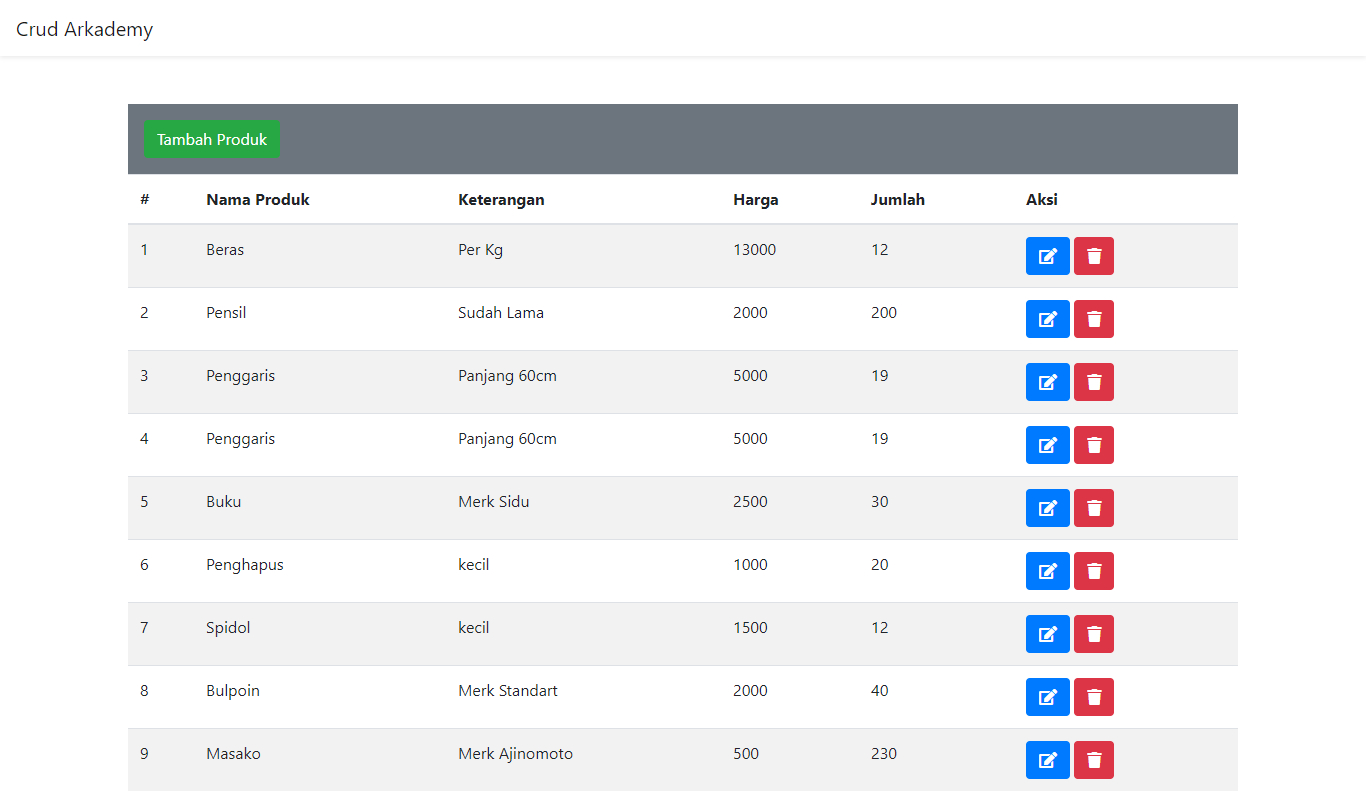 Crud Arkademy
Tambah Produk
# Nama Produk Keterangan Harga Jumlah Aksi
1 Beras Per Kg 13000 12
2 Pensil Sudah Lama 2000 200
3 Penggaris Panjang 60cm 5000 19
4 Penggaris Panjang 60cm 5000 19
5 Buku Merk Sidu 2500 30
6 Penghapus kecil 1000 20
7 Spidol kecil 1500 12
8 Bulpoin Merk Standart 2000 40
9 Masako Merk Ajinomoto 500 230